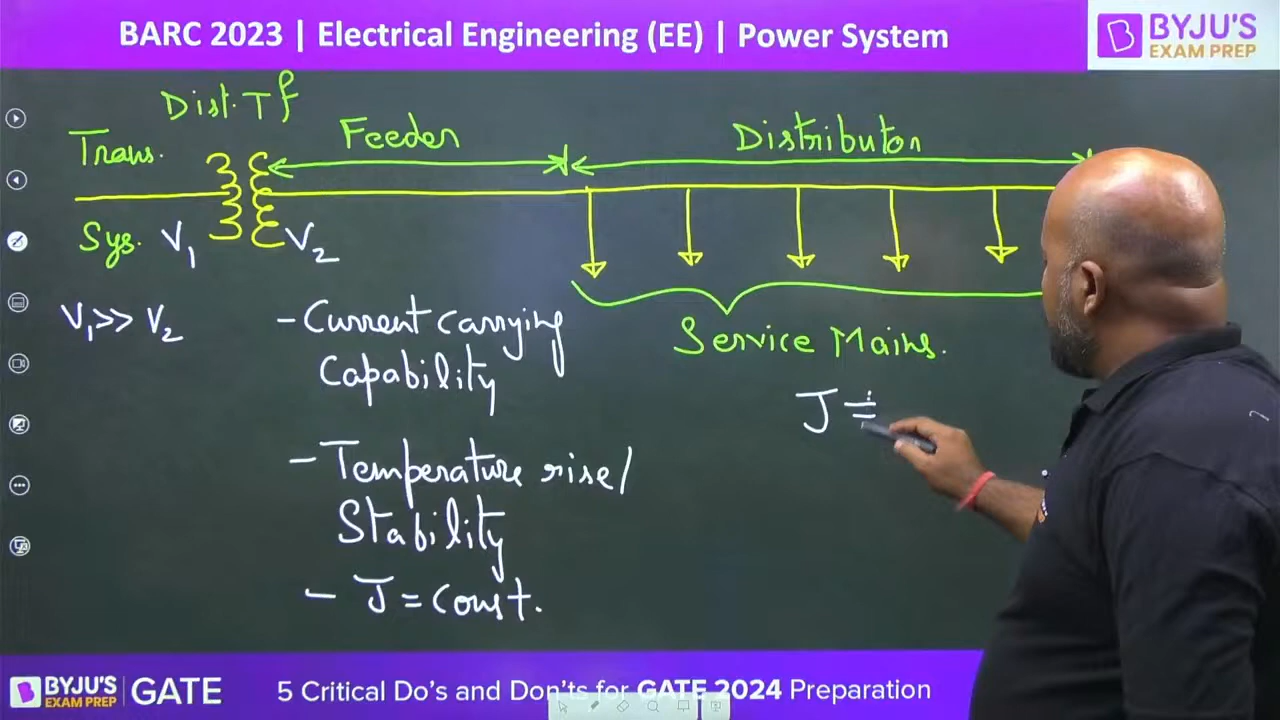 BARC 2023 | Electrical Engineering (EE) | Power System
BYJU'S
EXAM PREP
Dist. Tf
Trans.
Feeder
Distributor
Sys.
V1
V2
V1 >> V2
- Current carrying
Capability
Service Mains.
J =
- Temperature rise/
Stability
- J = Const.
BYJU'S
EXAM PREP
GATE
5 Critical Do's and Don'ts for GATE 2024 Preparation